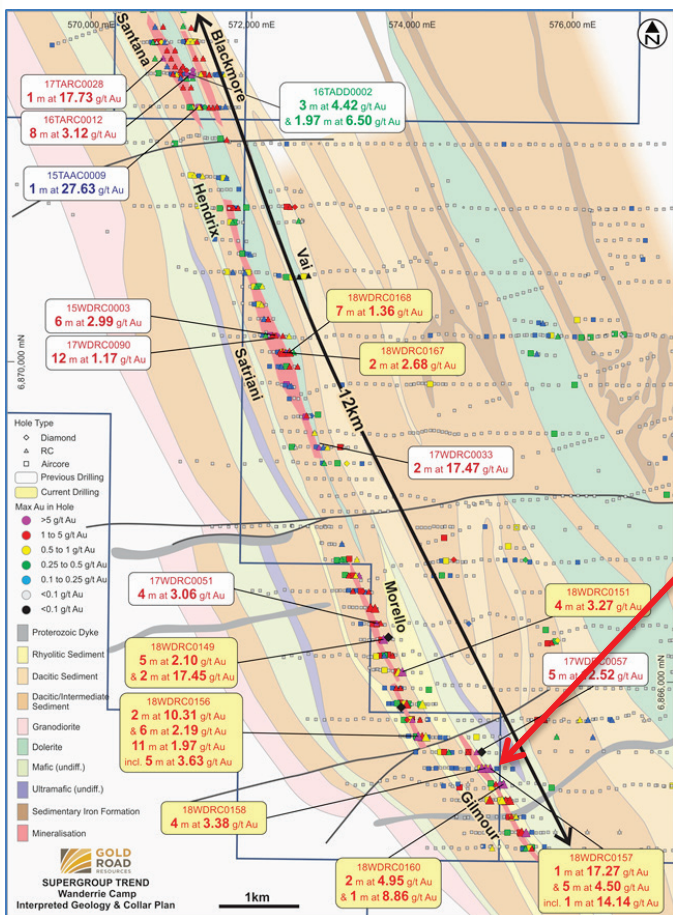 570,000 mE
572,000 mE
574,000 mE
576,000 mE
N
Santana
Blackmore
17TARC0028
1 m at 17.73 g/t Au
16TARC0012
8 m at 3.12 g/t Au
15TAAC0009
1 m at 27.63 g/t Au
16TADD0002
3 m at 4.42 g/t Au
& 1.97 m at 6.50 g/t Au
Hendrix
Vai
15WDRC0003
6 m at 2.99 g/t Au
17WDRC0090
12 m at 1.17 g/t Au
18WDRC0168
7 m at 1.36 g/t Au
18WDRC0167
2 m at 2.68 g/t Au
6,870,000 mN
Satriani
12km
17WDRC0033
2 m at 17.47 g/t Au
Hole Type
Diamond
RC
Aircore
Previous Drilling
Current Drilling
Max Au in Hole
>5 g/t Au
1 to 5 g/t Au
0.5 to 1 g/t Au
0.25 to 0.5 g/t Au
0.1 to 0.25 g/t Au
<0.1 g/t Au
<0.1 g/t Au
Proterozoic Dyke
Rhyolitic Sediment
Dacitic Sediment
Dacitic/Intermediate
Sediment
Granodiorite
Dolerite
Mafic (undiff.)
Ultramafic (undiff.)
Sedimentary Iron Formation
Mineralisation
17WDRC0051
4 m at 3.06 g/t Au
Morello
18WDRC0151
4 m at 3.27 g/t Au
18WDRC0149
5 m at 2.10 g/t Au
& 2 m at 17.45 g/t Au
17WDRC0057
5 m at 2.52 g/t Au
6,866,000 mN
18WDRC0156
2 m at 10.31 g/t Au
& 6 m at 2.19 g/t Au
11 m at 1.97 g/t Au
incl. 5 m at 3.63 g/t Au
18WDRC0158
4 m at 3.38 g/t Au
Gilmour
18WDRC0160
2 m at 4.95 g/t Au
& 1 m at 8.86 g/t Au
18WDRC0157
1 m at 17.27 g/t Au
& 5 m at 4.50 g/t Au
incl. 1 m at 14.14 g/t Au
GOLD
ROAD
RESOURCES
SUPERGROUP TREND
Wanderrie Camp
Interpreted Geology & Collar Plan
1km